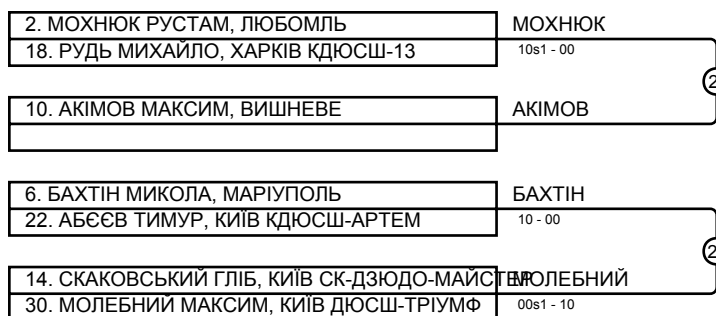 2. МОХНЮК РУСТАМ, ЛЮБОМЛЬ
МОХНЮК
18. РУДЬ МИХАЙЛО, ХАРКІВ КДЮСШ-13
10s1 - 00
2
10. АКІМОВ МАКСИМ, ВИШНЕВЕ
АКІМОВ
6. БАХТІН МИКОЛА, МАРІУПОЛЬ
БАХТІН
22. АБЄЄВ ТИМУР, КИЇВ КДЮСШ-АРТЕМ
10 - 00
2
14. СКАКОВСЬКИЙ ГЛІБ, КИЇВ СК-ДЗЮДО-МАЙСТЕР
МОЛЕБНИЙ
30. МОЛЕБНИЙ МАКСИМ, КИЇВ ДЮСШ-ТРІУМФ
00s1 - 10